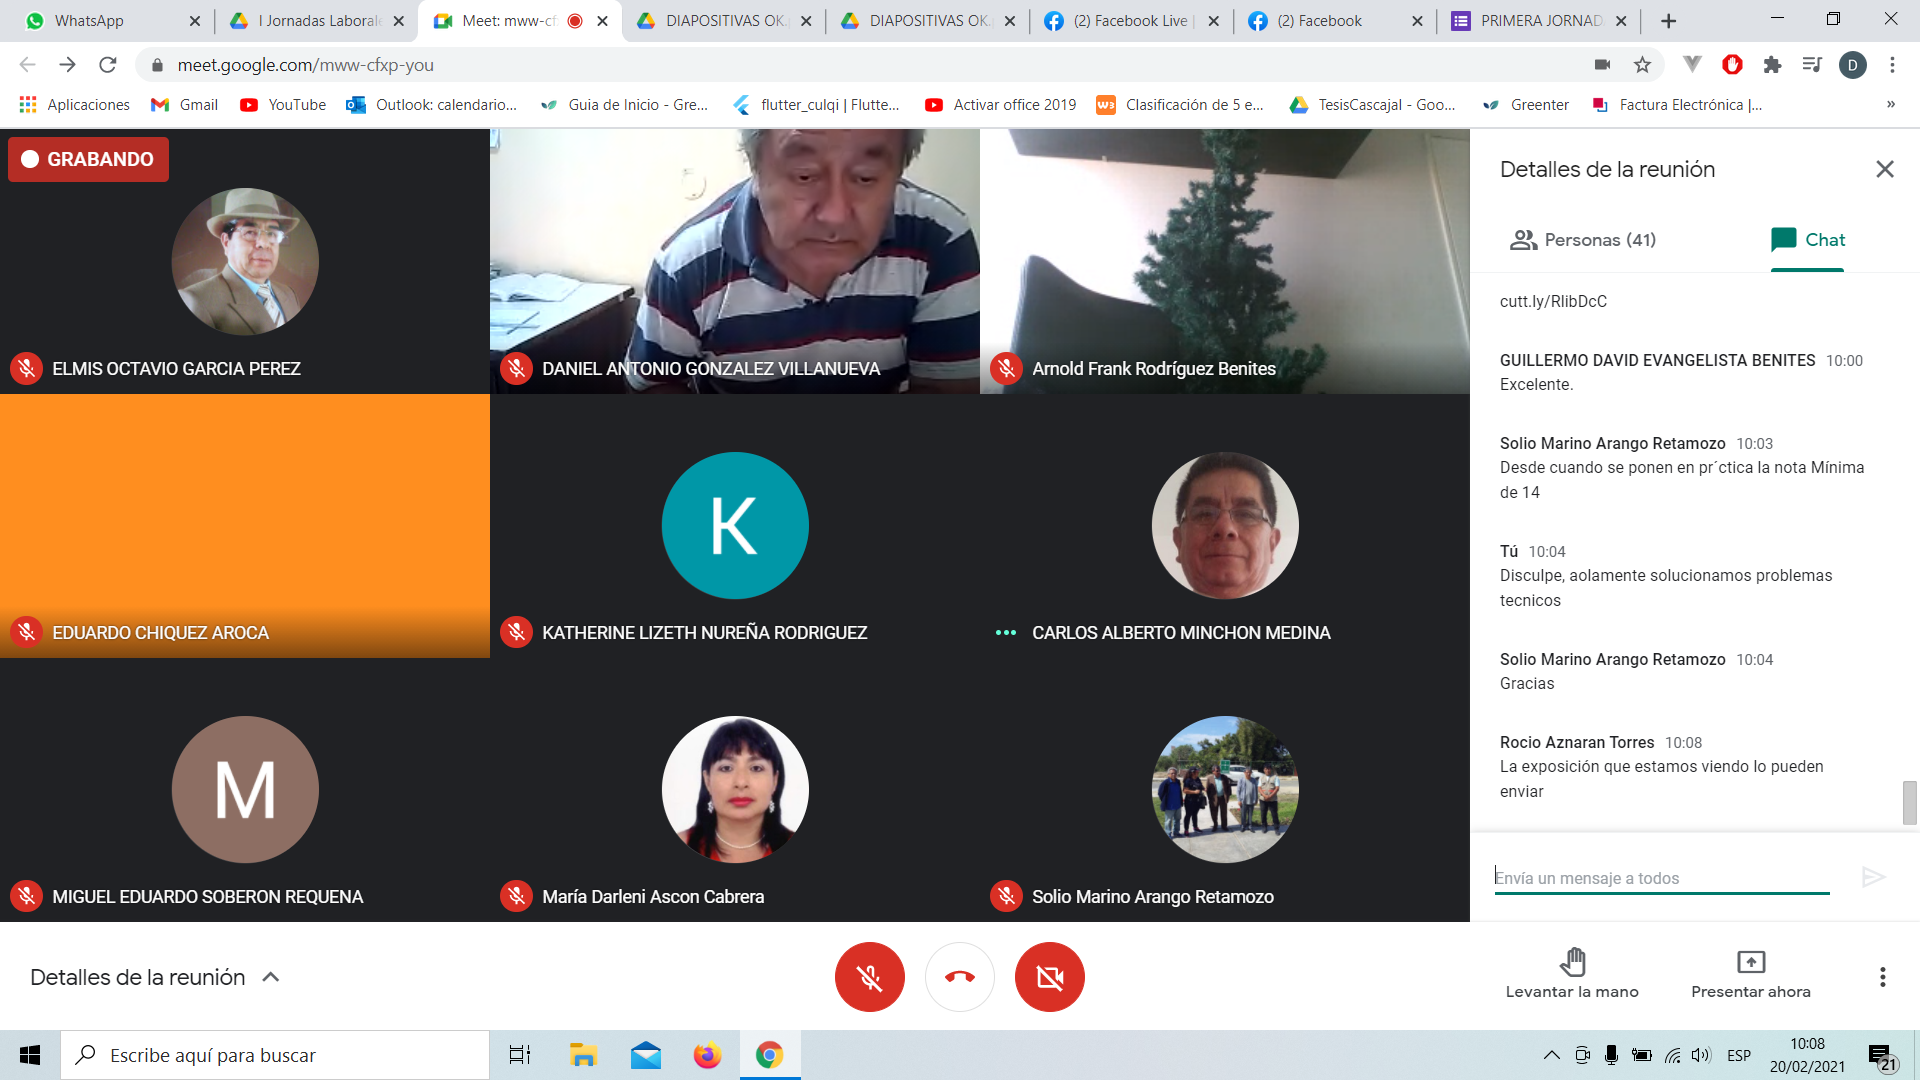 WhatsApp
I Jornadas Laborale
Meet: mww-cf
DIAPOSITIVAS OK.
DIAPOSITIVAS OK.
(2) Facebook Live |
(2) Facebook
PRIMERA JORNAD
meet.google.com/mww-cfxp-you
D
Aplicaciones
Gmail
YouTube
Outlook: calendario...
Guia de Inicio - Gre...
flutter_culqi | Flutte...
Activar office 2019
W3
Clasificación de 5 e...
TesisCascajal - Goo...
Greenter
Factura Electrónica |...
»
GRABANDO
ELMIS OCTAVIO GARCIA PEREZ
DANIEL ANTONIO GONZALEZ VILLANUEVA
Arnold Frank Rodríguez Benites
EDUARDO CHIQUEZ AROCA
K
KATHERINE LIZETH NUREÑA RODRIGUEZ
CARLOS ALBERTO MINCHON MEDINA
M
MIGUEL EDUARDO SOBERON REQUENA
María Darleni Ascon Cabrera
Solio Marino Arango Retamozo
Detalles de la reunión
Personas (41)
Chat
cutt.ly/RlibDcC
GUILLERMO DAVID EVANGELISTA BENITES 10:00
Excelente.
Solio Marino Arango Retamozo 10:03
Desde cuando se ponen en pr´ctica la nota Mínima
de 14
Tú 10:04
Disculpe, aolamente solucionamos problemas
tecnicos
Solio Marino Arango Retamozo 10:04
Gracias
Rocio Aznaran Torres 10:08
La exposición que estamos viendo lo pueden
enviar
Envía un mensaje a todos
Detalles de la reunión
Levantar la mano
Presentar ahora
Escribe aquí para buscar
ESP
10:08
20/02/2021
21